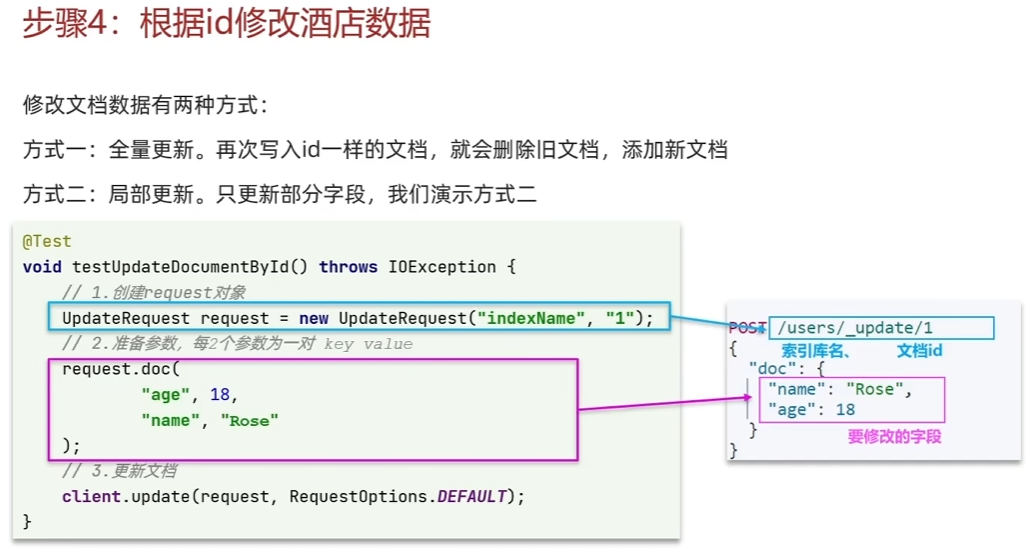 步骤4：根据id修改酒店数据
修改文档数据有两种方式：
方式一：全量更新。再次写入id一样的文档，就会删除旧文档，添加新文档
方式二：局部更新。只更新部分字段，我们演示方式二
@Test
void testUpdateDocumentById() throws IOException {
// 1.创建request对象
UpdateRequest request = new UpdateRequest("indexName", "1");
// 2.准备参数，每2个参数为一对 key value
request.doc(
"age", 18,
"name", "Rose"
);
// 3.更新文档
client.update(request, RequestOptions.DEFAULT);
}
POST /users/_update/1
索引库名、 文档id
{
"doc": {
"name": "Rose",
"age": 18
}
要修改的字段
}